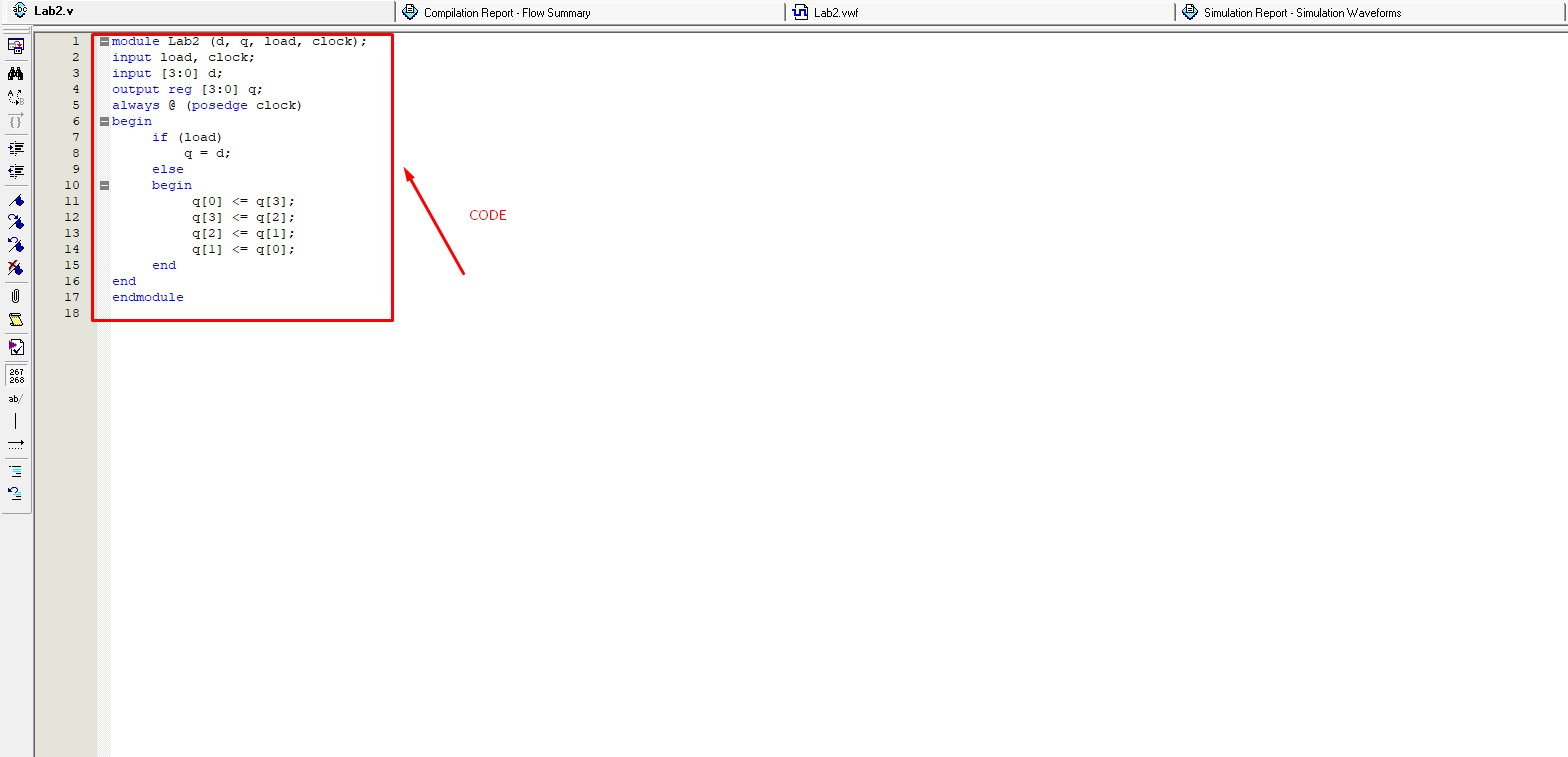 abc Lab2.v
Compilation Report - Flow Summary
Lab2.vwf
Simulation Report - Simulation Waveforms
1 module Lab2 (d, q, load, clock);
2 input load, clock;
3 input [3:0] d;
4 output reg [3:0] q;
5 always @ (posedge clock)
6 begin
7 if (load)
8 q = d;
9 else
10 begin
11 q[0] <= q[3];
12 q[3] <= q[2];
13 q[2] <= q[1];
14 q[1] <= q[0];
15 end
16 end
17 endmodule
18
CODE
A
B
{}
267
268
ab/